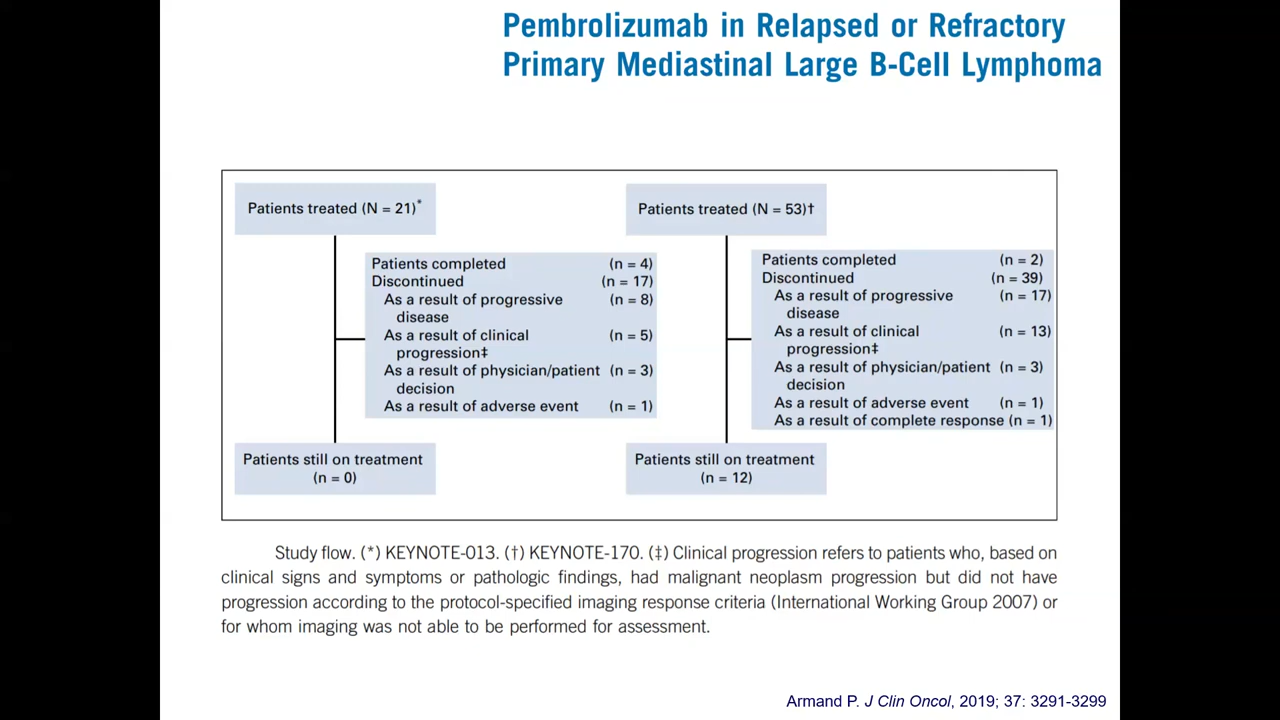 Pembrolizumab in Relapsed or Refractory
Primary Mediastinal Large B-Cell Lymphoma
Patients treated (N = 21)*
Patients completed (n = 4)
Discontinued (n = 17)
As a result of progressive (n = 8)
disease
As a result of clinical (n = 5)
progression‡
As a result of physician/patient (n = 3)
decision
As a result of adverse event (n = 1)
Patients still on treatment
(n = 0)
Patients treated (N = 53)†
Patients completed (n = 2)
Discontinued (n = 39)
As a result of progressive (n = 17)
disease
As a result of clinical (n = 13)
progression‡
As a result of physician/patient (n = 3)
decision
As a result of adverse event (n = 1)
As a result of complete response (n = 1)
Patients still on treatment
(n = 12)
Study flow. (*) KEYNOTE-013. (†) KEYNOTE-170. (‡) Clinical progression refers to patients who, based on
clinical signs and symptoms or pathologic findings, had malignant neoplasm progression but did not have
progression according to the protocol-specified imaging response criteria (International Working Group 2007) or
for whom imaging was not able to be performed for assessment.
Armand P. J Clin Oncol, 2019; 37: 3291-3299